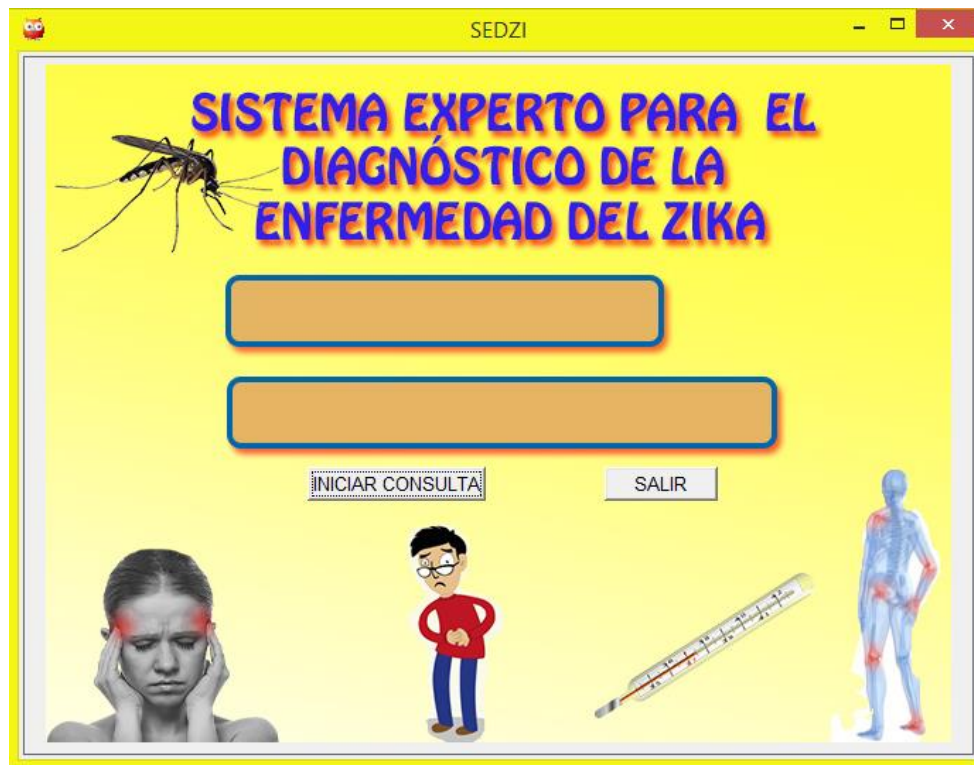 SEDZI
SISTEMA EXPERTO PARA EL
DIAGNÓSTICO DE LA
ENFERMEDAD DEL ZIKA
INICIAR CONSULTA
SALIR